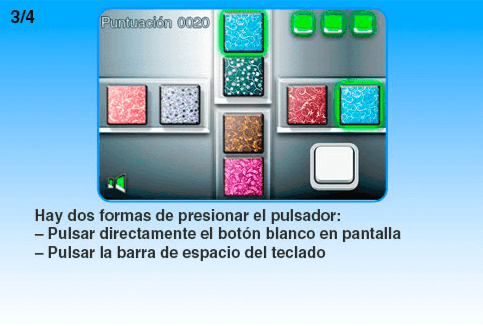 3/4
Puntuación 0020
Hay dos formas de presionar el pulsador:
– Pulsar directamente el botón blanco en pantalla
– Pulsar la barra de espacio del teclado